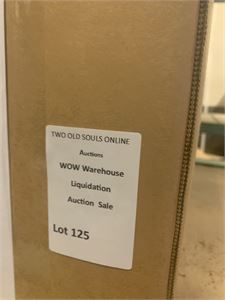 TWO OLD SOULS ONLINE
Auctions
WOW Warehouse
Liquidation
Auction Sale
Lot 125